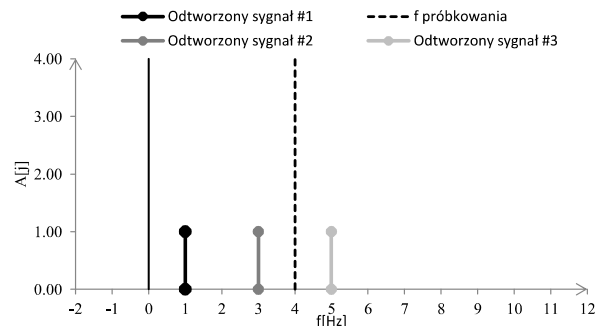 Odtworzony sygnał #1
f próbkowania
Odtworzony sygnał #2
Odtworzony sygnał #3
4.00
3.00
2.00
1.00
0.00
A[j]
-2 -1 0 1 2 3 4 5 6 7 8 9 10 11 12
f[Hz]